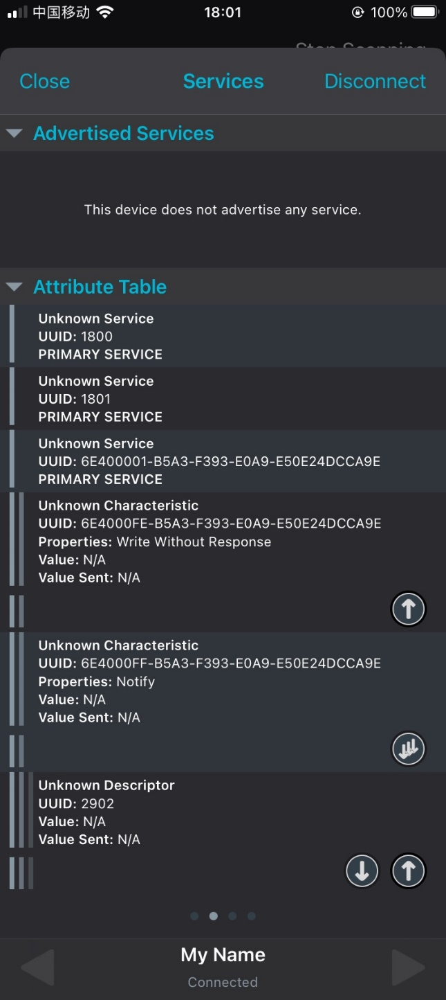 中国移动
18:01
100%
Stop Scanning
Close
Services
Disconnect
Advertised Services
This device does not advertise any service.
Attribute Table
Unknown Service
UUID: 1800
PRIMARY SERVICE
Unknown Service
UUID: 1801
PRIMARY SERVICE
Unknown Service
UUID: 6E400001-B5A3-F393-E0A9-E50E24DCCA9E
PRIMARY SERVICE
Unknown Characteristic
UUID: 6E4000FE-B5A3-F393-E0A9-E50E24DCCA9E
Properties: Write Without Response
Value: N/A
Value Sent: N/A
Unknown Characteristic
UUID: 6E4000FF-B5A3-F393-E0A9-E50E24DCCA9E
Properties: Notify
Value: N/A
Value Sent: N/A
Unknown Descriptor
UUID: 2902
Value: N/A
Value Sent: N/A
My Name
Connected